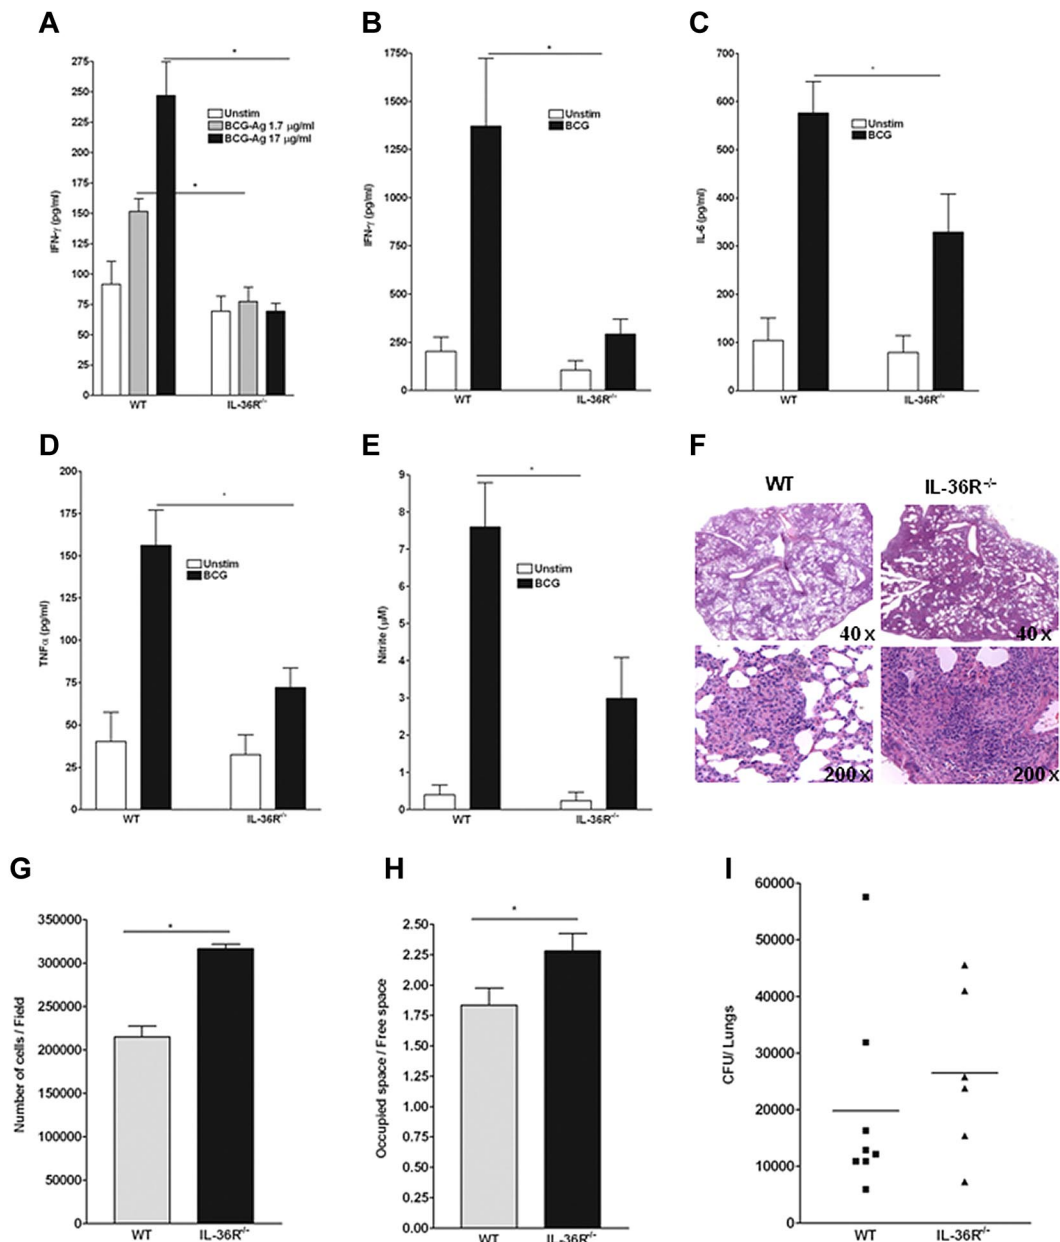 A
IFN-γ (pg/ml)
275
250
225
200
175
150
125
100
75
50
25
0
*
*
Unstim
BCG-Ag 1.7 μg/ml
BCG-Ag 17 μg/ml
WT
IL-36R-/-
B
IFN-γ (pg/ml)
1750
1500
1250
1000
750
500
250
0
*
Unstim
BCG
WT
IL-36R-/-
C
IL-6 (pg/ml)
700
600
500
400
300
200
100
0
*
Unstim
BCG
WT
IL-36R-/-
D
TNFα (pg/ml)
200
175
150
125
100
75
50
25
0
*
Unstim
BCG
WT
IL-36R-/-
E
Nitrite (μM)
9
8
7
6
5
4
3
2
1
0
*
Unstim
BCG
WT
IL-36R-/-
F
WT
IL-36R-/-
40 x
40 x
200 x
200 x
G
Number of cells / Field
350000
300000
250000
200000
150000
100000
50000
0
*
WT
IL-36R-/-
H
Occupied space / Free space
2.50
2.25
2.00
1.75
1.50
1.25
1.00
0.75
0.50
0.25
0.00
*
WT
IL-36R-/-
I
CFU/ Lungs
60000
50000
40000
30000
20000
10000
0
WT
IL-36R-/-